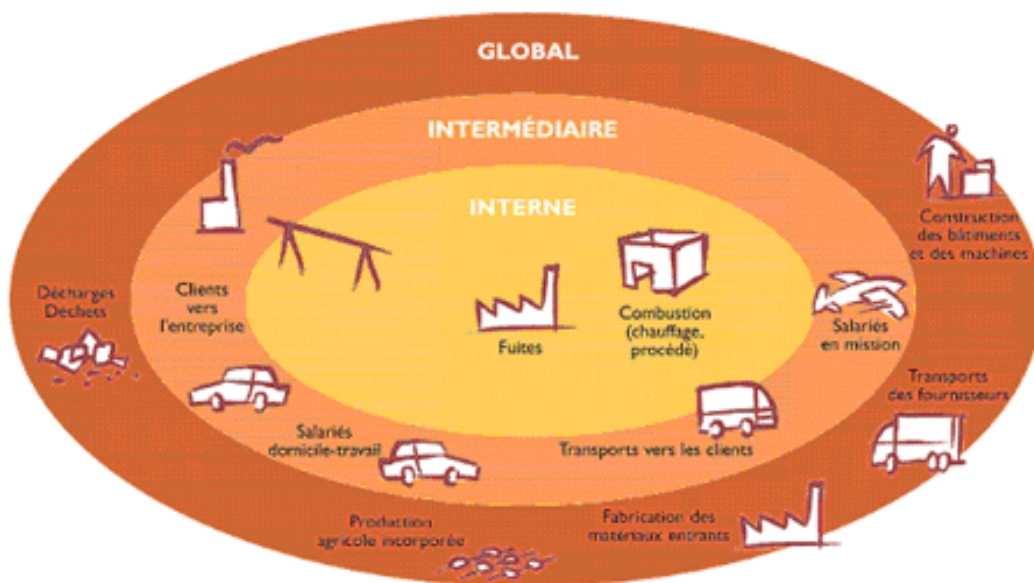 GLOBAL
INTERMÉDIAIRE
INTERNE
Construction
des bâtiments
et des machines
Décharges
Déchets
Clients
vers
l'entreprise
Fuites
Combustion
(chauffage,
procédé)
Salariés
en mission
Transports
des fournisseurs
Salariés
domicile-travail
Transports vers les clients
Production
agricole incorporée
Fabrication des
matériaux entrants